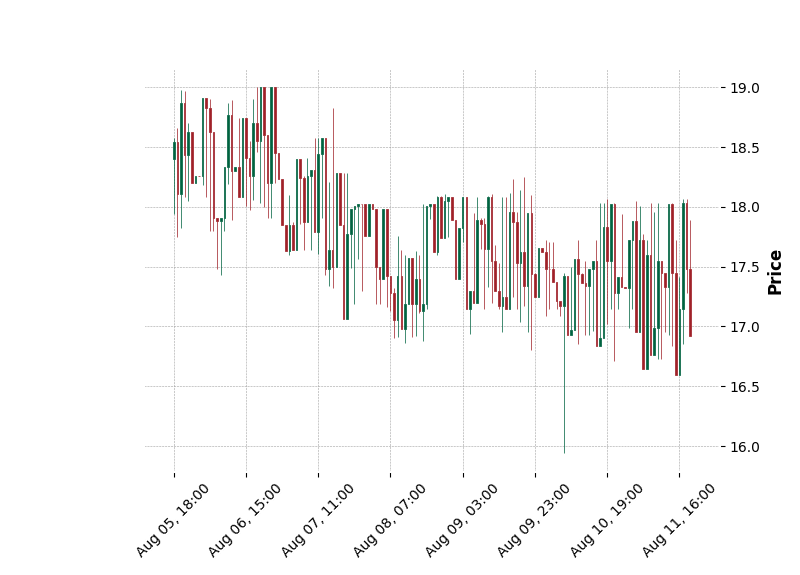 19.0
18.5
18.0
17.5
17.0
16.5
16.0
Price
Aug 05, 18:00
Aug 06, 15:00
Aug 07, 11:00
Aug 08, 07:00
Aug 09, 03:00
Aug 09, 23:00
Aug 10, 19:00
Aug 11, 16:00